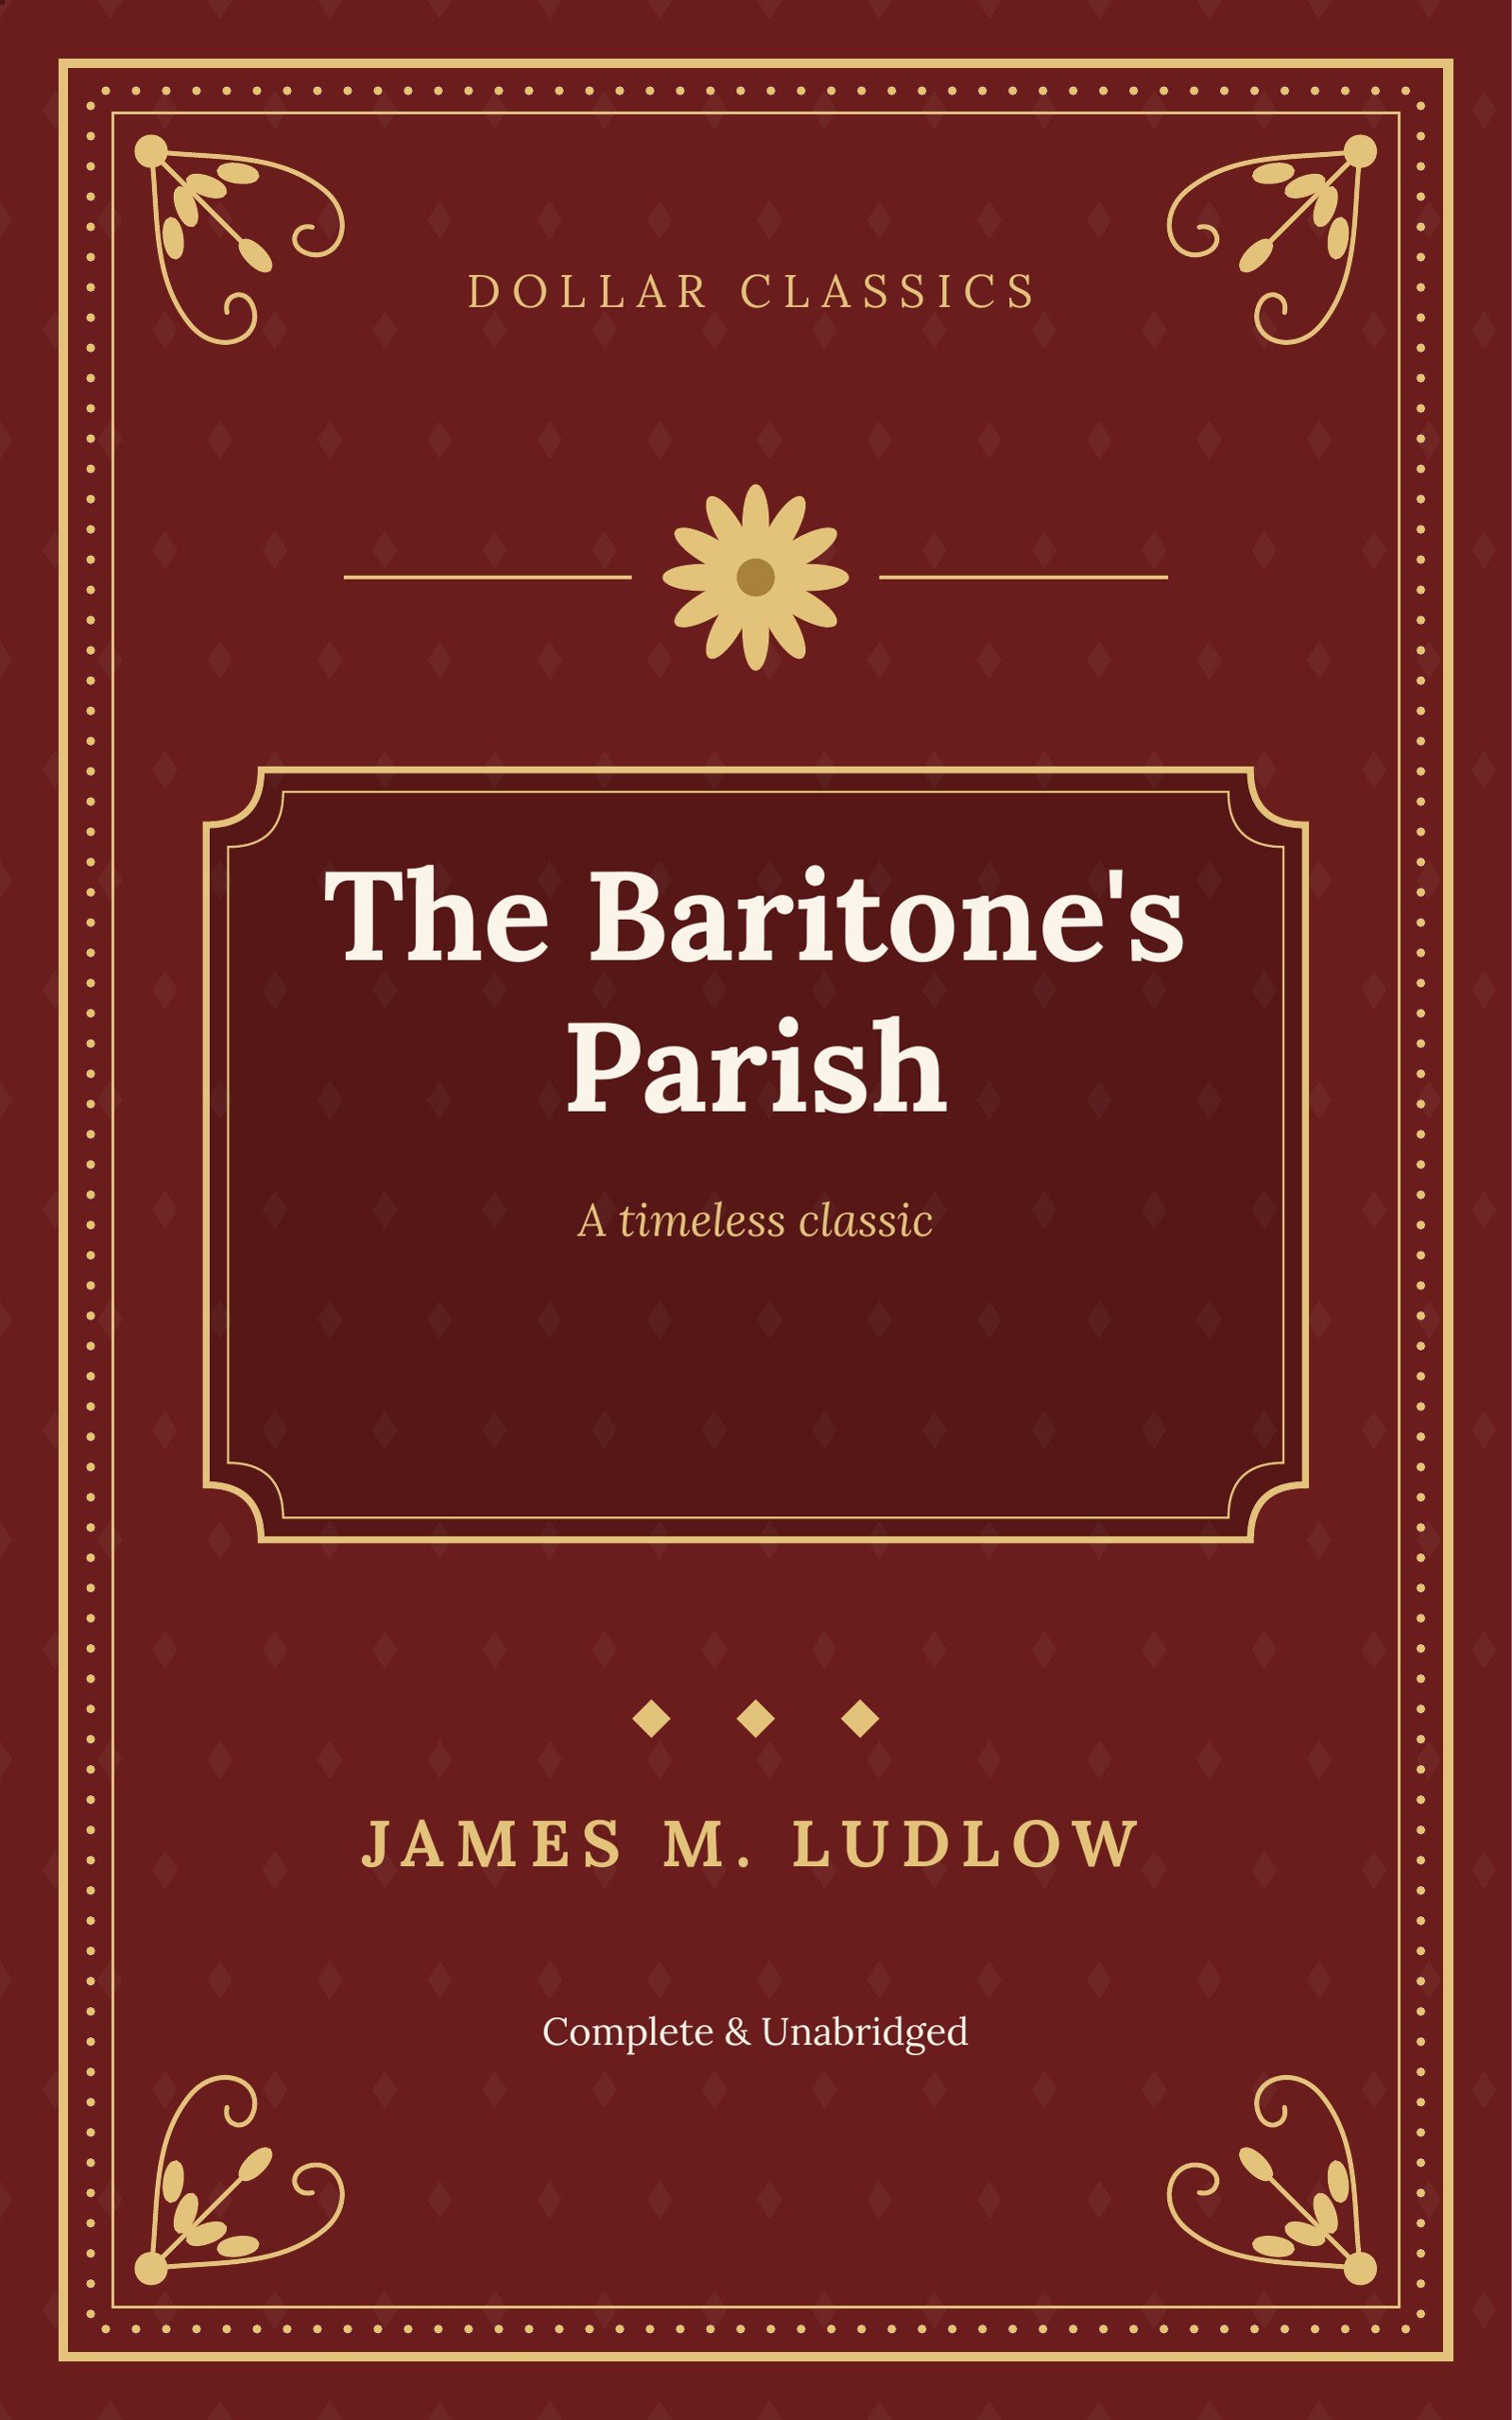 DOLLAR CLASSICS
The Baritone's
Parish
A timeless classic
JAMES M. LUDLOW
Complete & Unabridged